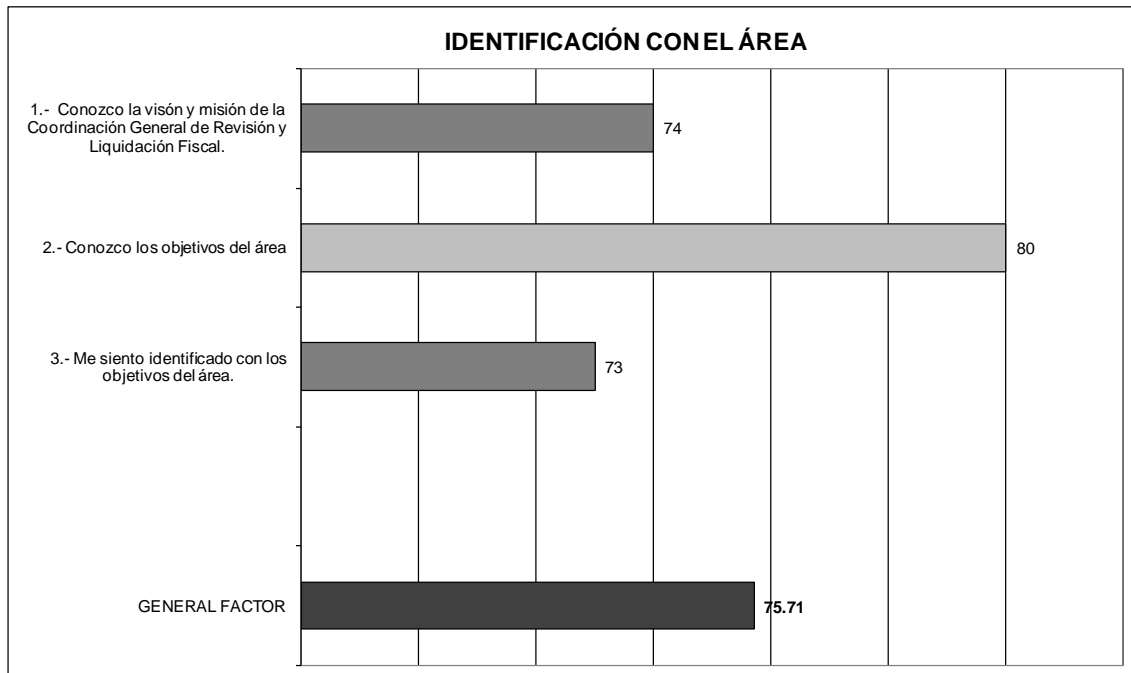 IDENTIFICACIÓN CON EL ÁREA
1.- Conozco la visón y misión de la
Coordinación General de Revisión y
Liquidación Fiscal.
74
2.- Conozco los objetivos del área
80
3.- Me siento identificado con los
objetivos del área.
73
GENERAL FACTOR
75.71